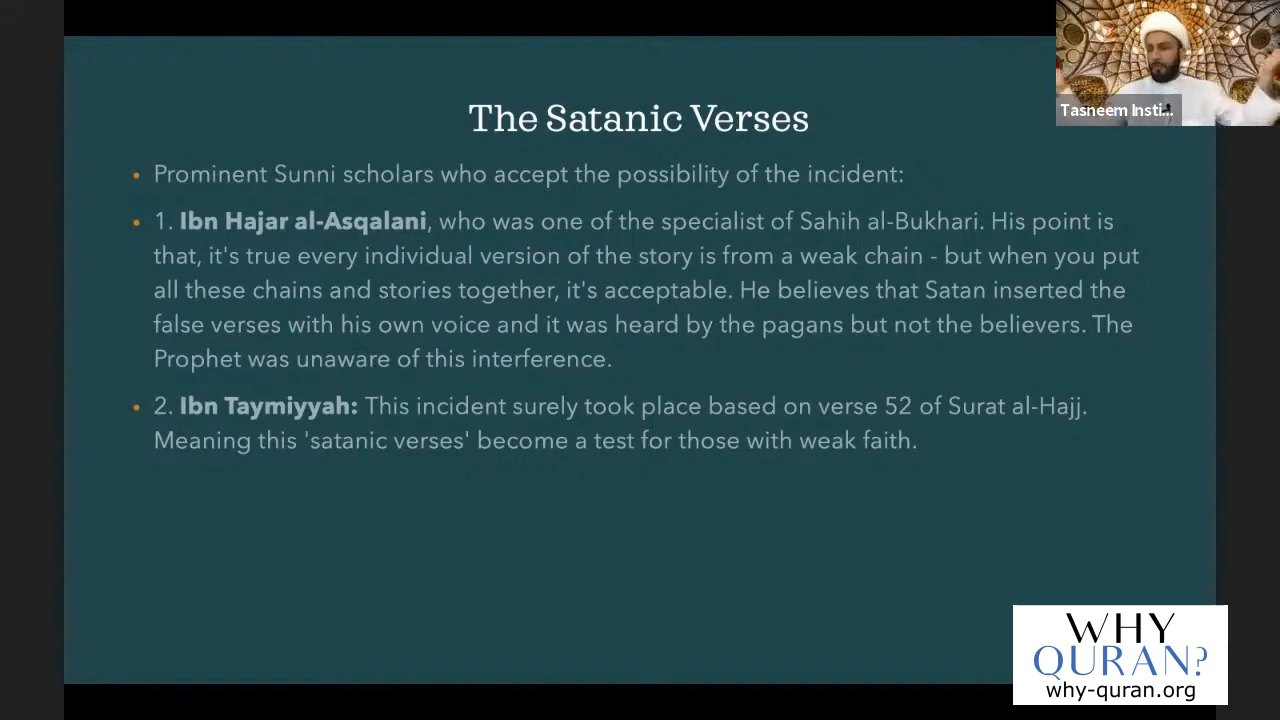 Tasneem Insti...
The Satanic Verses
• Prominent Sunni scholars who accept the possibility of the incident:
• 1. Ibn Hajar al-Asqalani, who was one of the specialist of Sahih al-Bukhari. His point is
that, it's true every individual version of the story is from a weak chain - but when you put
all these chains and stories together, it's acceptable. He believes that Satan inserted the
false verses with his own voice and it was heard by the pagans but not the believers. The
Prophet was unaware of this interference.
• 2. Ibn Taymiyyah: This incident surely took place based on verse 52 of Surat al-Hajj.
Meaning this 'satanic verses' become a test for those with weak faith.
WHY
QURAN?
why-quran.org